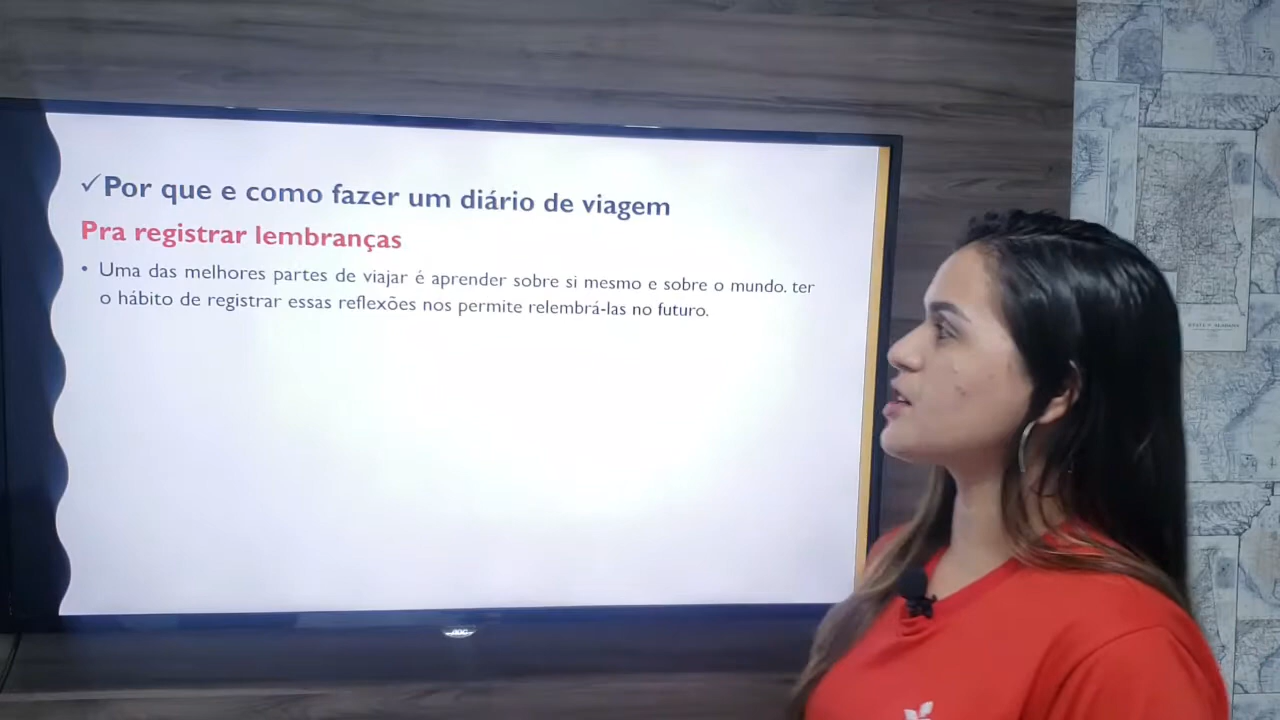 ✓Por que e como fazer um diário de viagem
Pra registrar lembranças
• Uma das melhores partes de viajar é aprender sobre si mesmo e sobre o mundo. ter
o hábito de registrar essas reflexões nos permite relembrá-las no futuro.
AOC